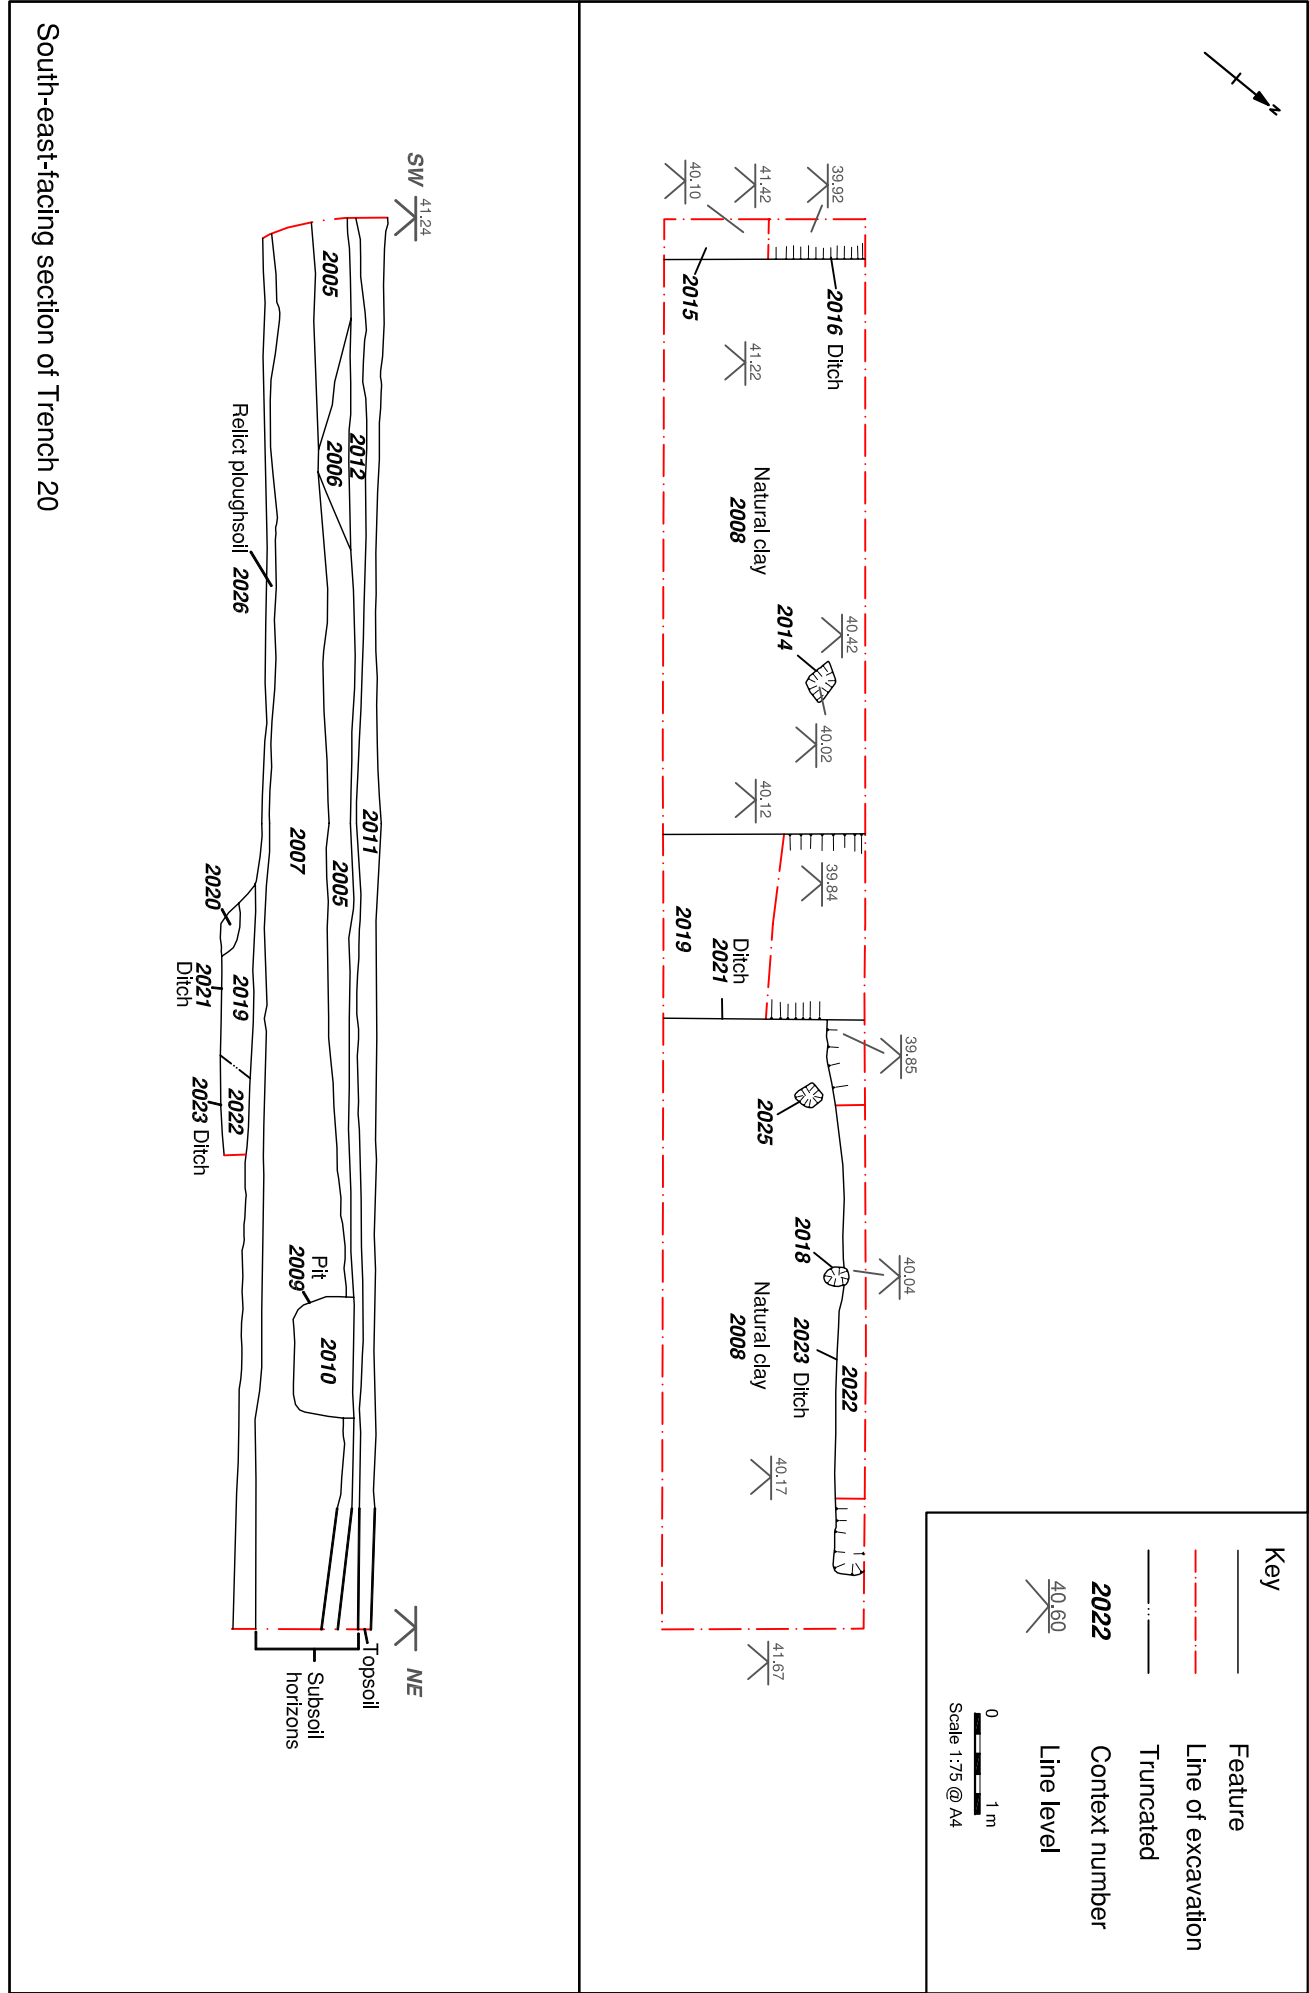 N
39.92
41.42
40.10
2016 Ditch
2015
41.22
Natural clay
2008
2014
40.42
40.02
40.12
39.84
2019
Ditch
2021
39.85
2025
2018
40.04
Natural clay
2008
2023 Ditch
2022
40.17
41.67
Key
Feature
Line of excavation
Truncated
2022
Context number
40.60
Line level
0
1 m
Scale 1:75 @ A4
SW
41.24
2005
2012
2006
Relict ploughsoil 2026
2011
2005
2007
2020
2019
2021
Ditch
2022
2023 Ditch
Pit
2009
2010
NE
Topsoil
Subsoil
horizons
South-east-facing section of Trench 20